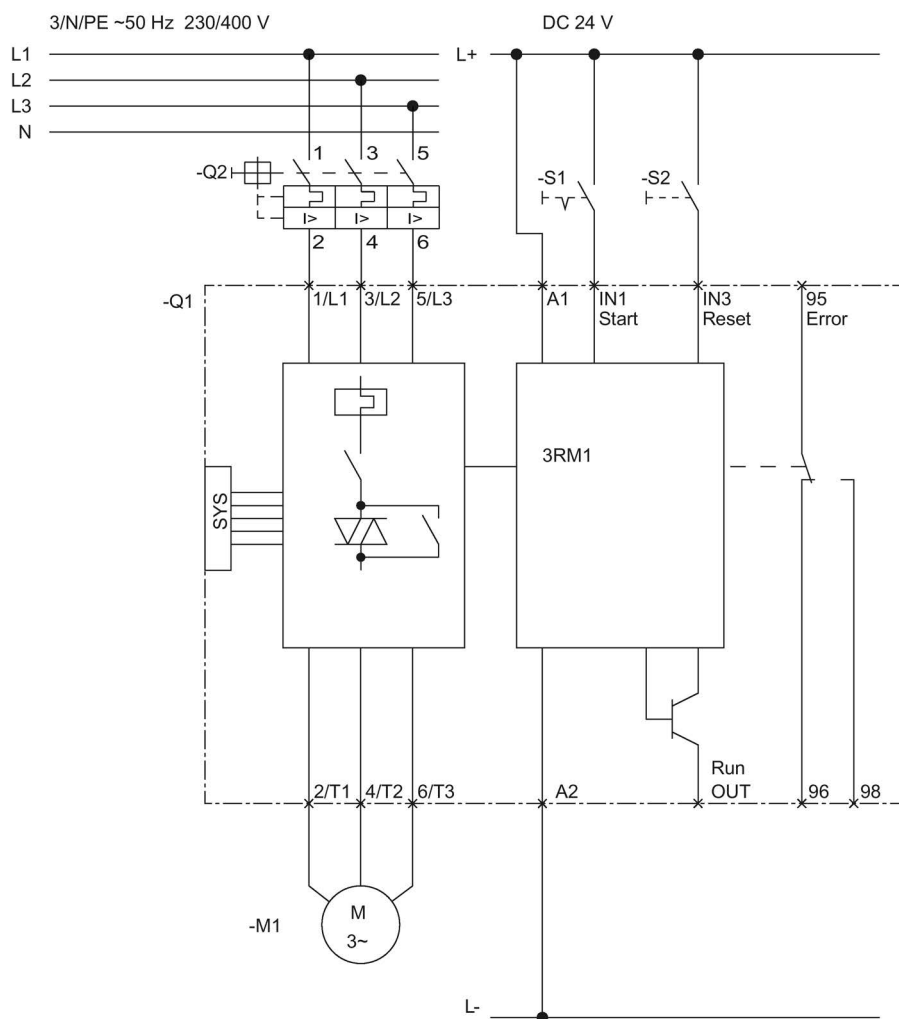 3/N/PE ~50 Hz 230/400 V
DC 24 V
L1
L+
L2
L3
N
1
3
5
-Q2
-S1
-S2
I>
I>
I>
2
4
6
-Q1
1/L1
3/L2
5/L3
A1
IN1
Start
IN3
Reset
95
Error
3RM1
SYS
Run
OUT
2/T1
4/T2
6/T3
A2
96
98
M
3~
-M1
L-